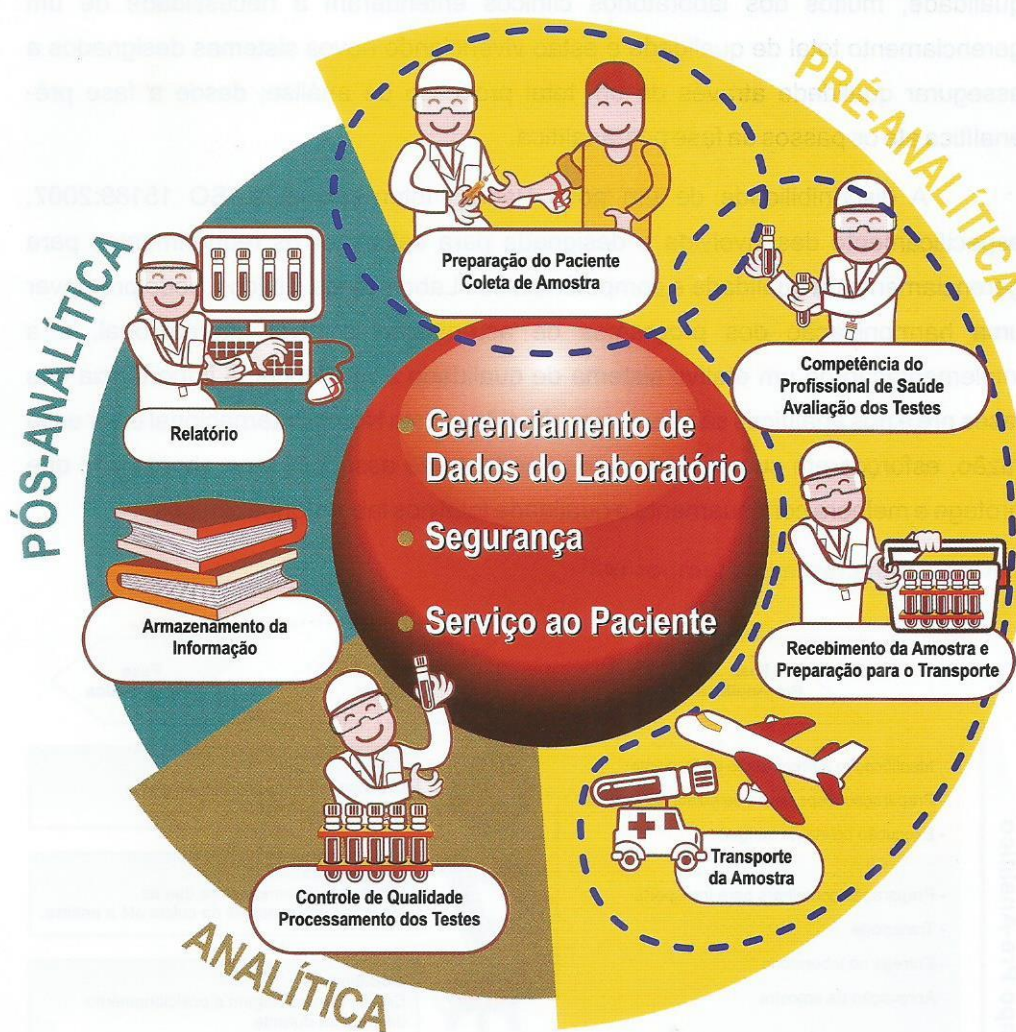 PRÉ-ANALÍTICA
Preparação do Paciente
Coleta de Amostra
Competência do
Profissional de Saúde
Avaliação dos Testes
Recebimento da Amostra e
Preparação para o Transporte
Transporte
da Amostra
ANALÍTICA
Controle de Qualidade
Processamento dos Testes
PÓS-ANALÍTICA
Relatório
Armazenamento da
Informação
Gerenciamento de
Dados do Laboratório
Segurança
Serviço ao Paciente